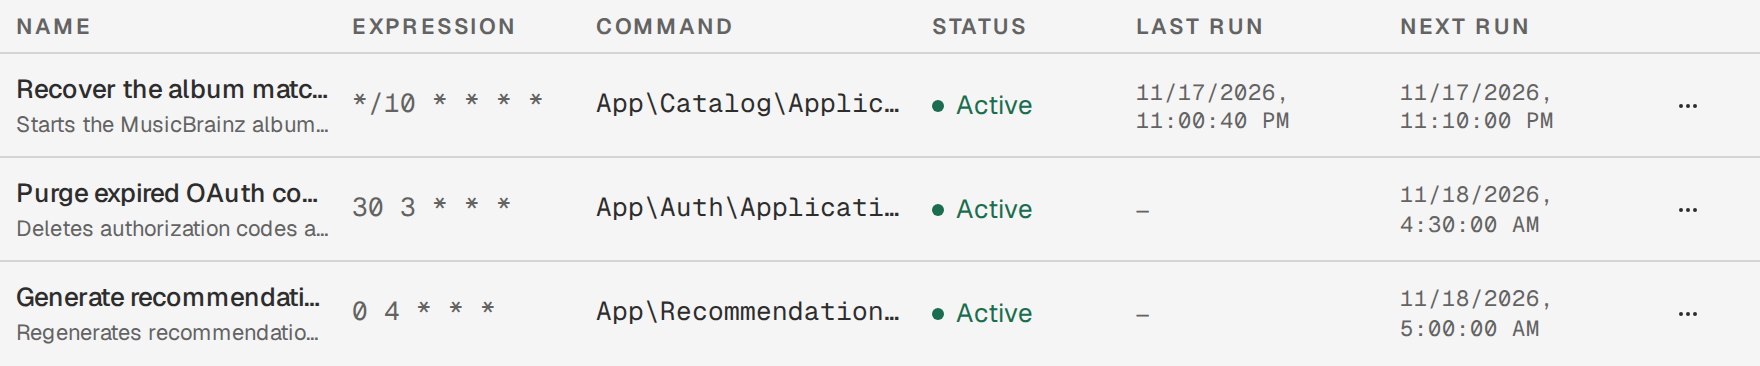 NAME EXPRESSION COMMAND STATUS LAST RUN NEXT RUN
Recover the album matc... */10 * * * * App\Catalog\Applic... Active 11/17/2026, 11:00:40 PM 11/17/2026, 11:10:00 PM ...
Starts the MusicBrainz album...
Purge expired OAuth co... 30 3 * * * App\Auth\Applicati... Active – 11/18/2026, 4:30:00 AM ...
Deletes authorization codes a...
Generate recommendati... 0 4 * * * App\Recommendation... Active – 11/18/2026, 5:00:00 AM ...
Regenerates recommendatio...